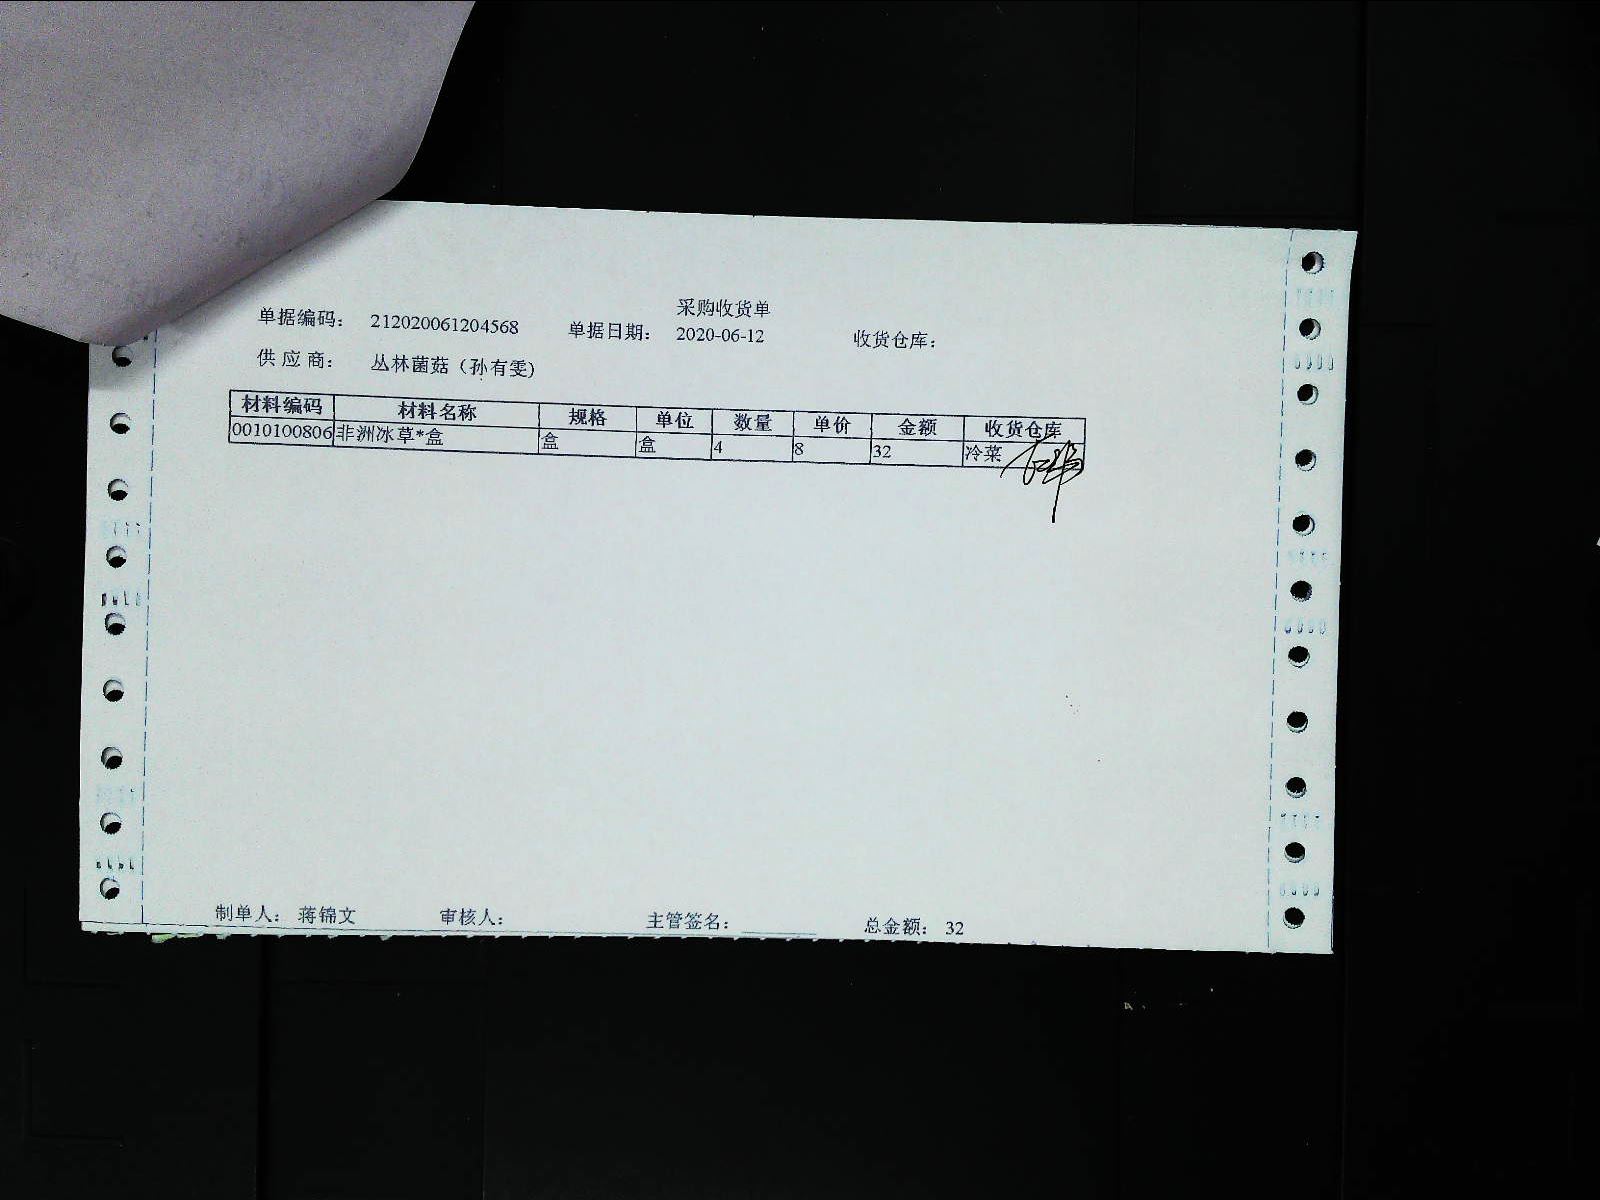 采购收货单
单据编码： 212020061204568 单据日期： 2020-06-12 收货仓库：
供 应 商： 丛林菌菇（孙有雯）
材料编码 材料名称 规格 单位 数量 单价 金额 收货仓库
0010100806 非洲冰草*盒 盒 盒 4 8 32 冷菜
制单人： 蒋锦文 审核人： 主管签名： 总金额： 32